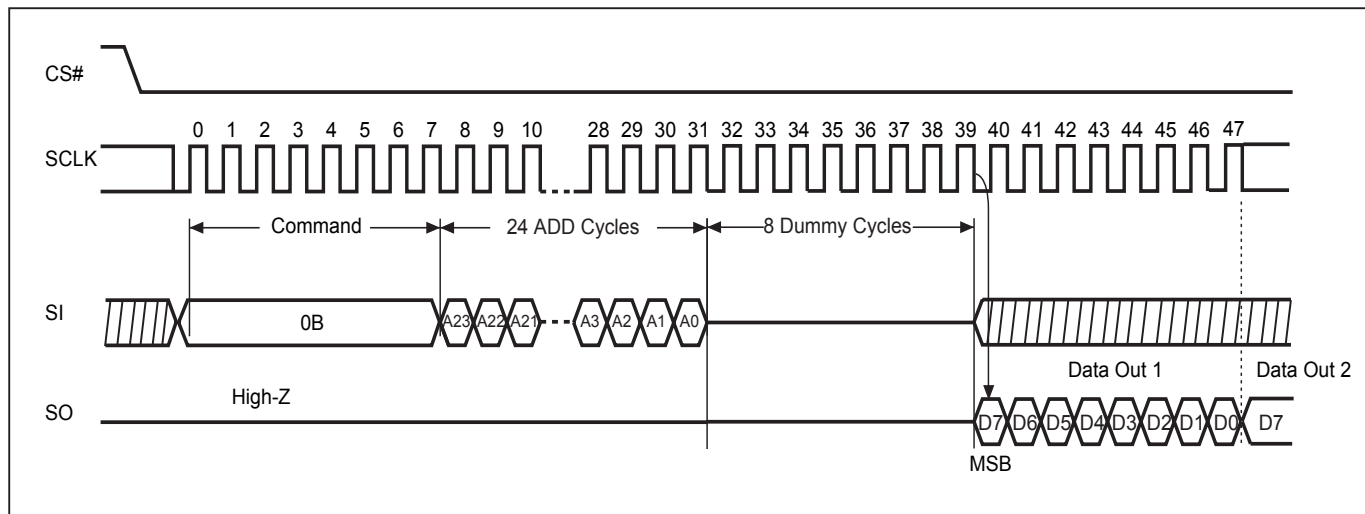 CS#
0 1 2 3 4 5 6 7 8 9 10 28 29 30 31 32 33 34 35 36 37 38 39 40 41 42 43 44 45 46 47
SCLK
Command 24 ADD Cycles 8 Dummy Cycles
SI 0B A23 A22 A21 A3 A2 A1 A0
Data Out 1 Data Out 2
High-Z
SO D7 D6 D5 D4 D3 D2 D1 D0 D7
MSB